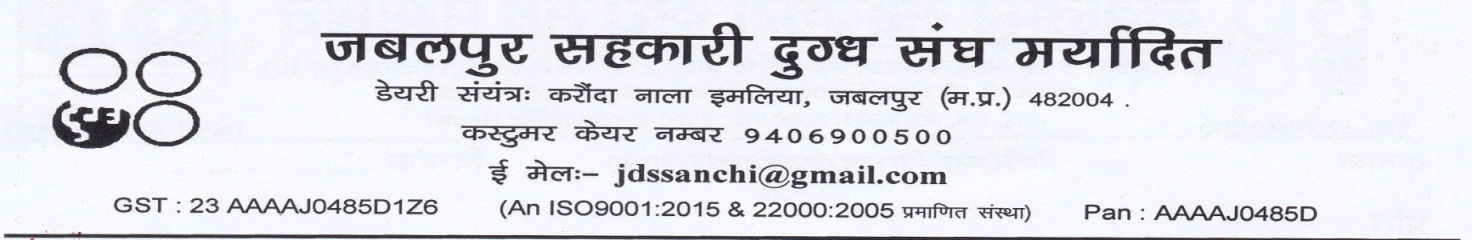 जबलपुर सहकारी दुग्ध संघ मर्यादित
डेयरी संयंत्रः करौंदा नाला इमलिया, जबलपुर (म.प्र.) 482004 .
कस्टुमर केयर नम्बर 9406900500
ई मेलः– jdssanchi@gmail.com
GST : 23 AAAAJ0485D1Z6 (An ISO9001:2015 & 22000:2005 प्रमाणित संस्था) Pan : AAAAJ0485D